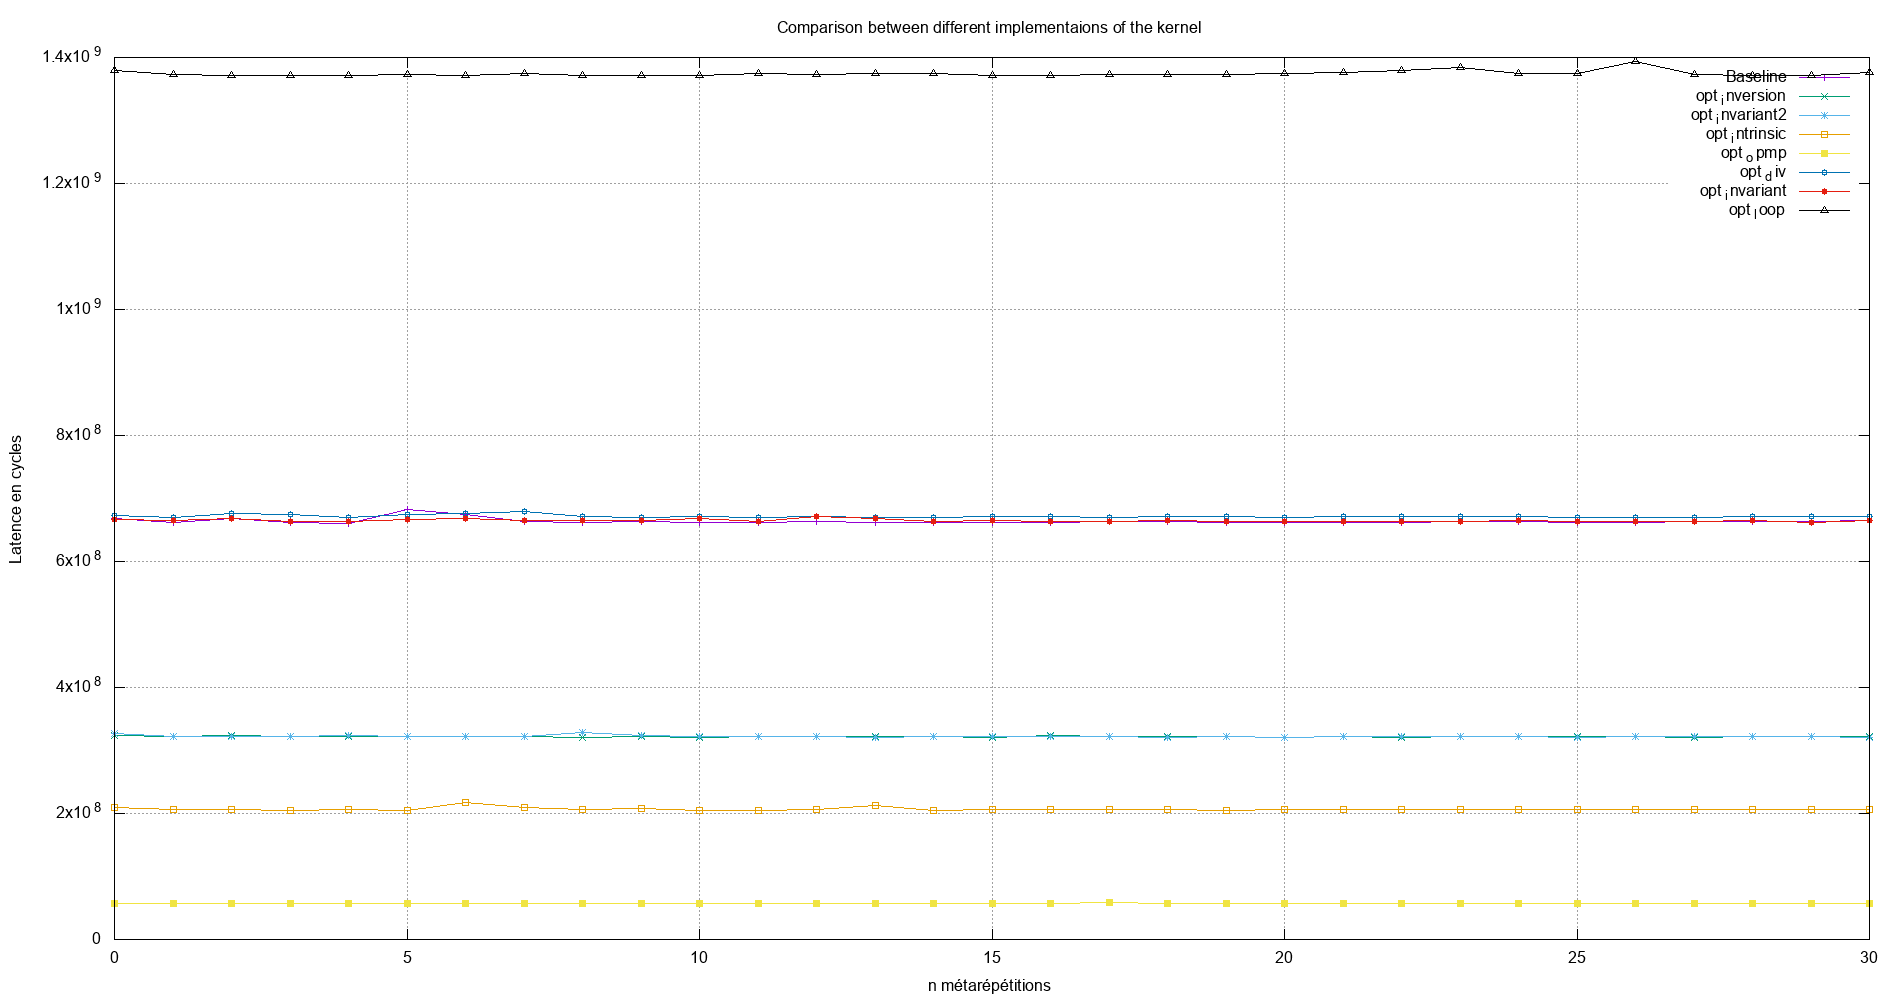 Comparison between different implementaions of the kernel
1.4x10 9
1.2x10 9
1x10 9
8x10 8
6x10 8
4x10 8
2x10 8
0
Latence en cycles
Baseline
opt i nversion
opt i nvariant2
opt i ntrinsic
opt o pmp
opt d iv
opt i nvariant
opt l oop
0 5 10 15 20 25 30
n métarépétitions